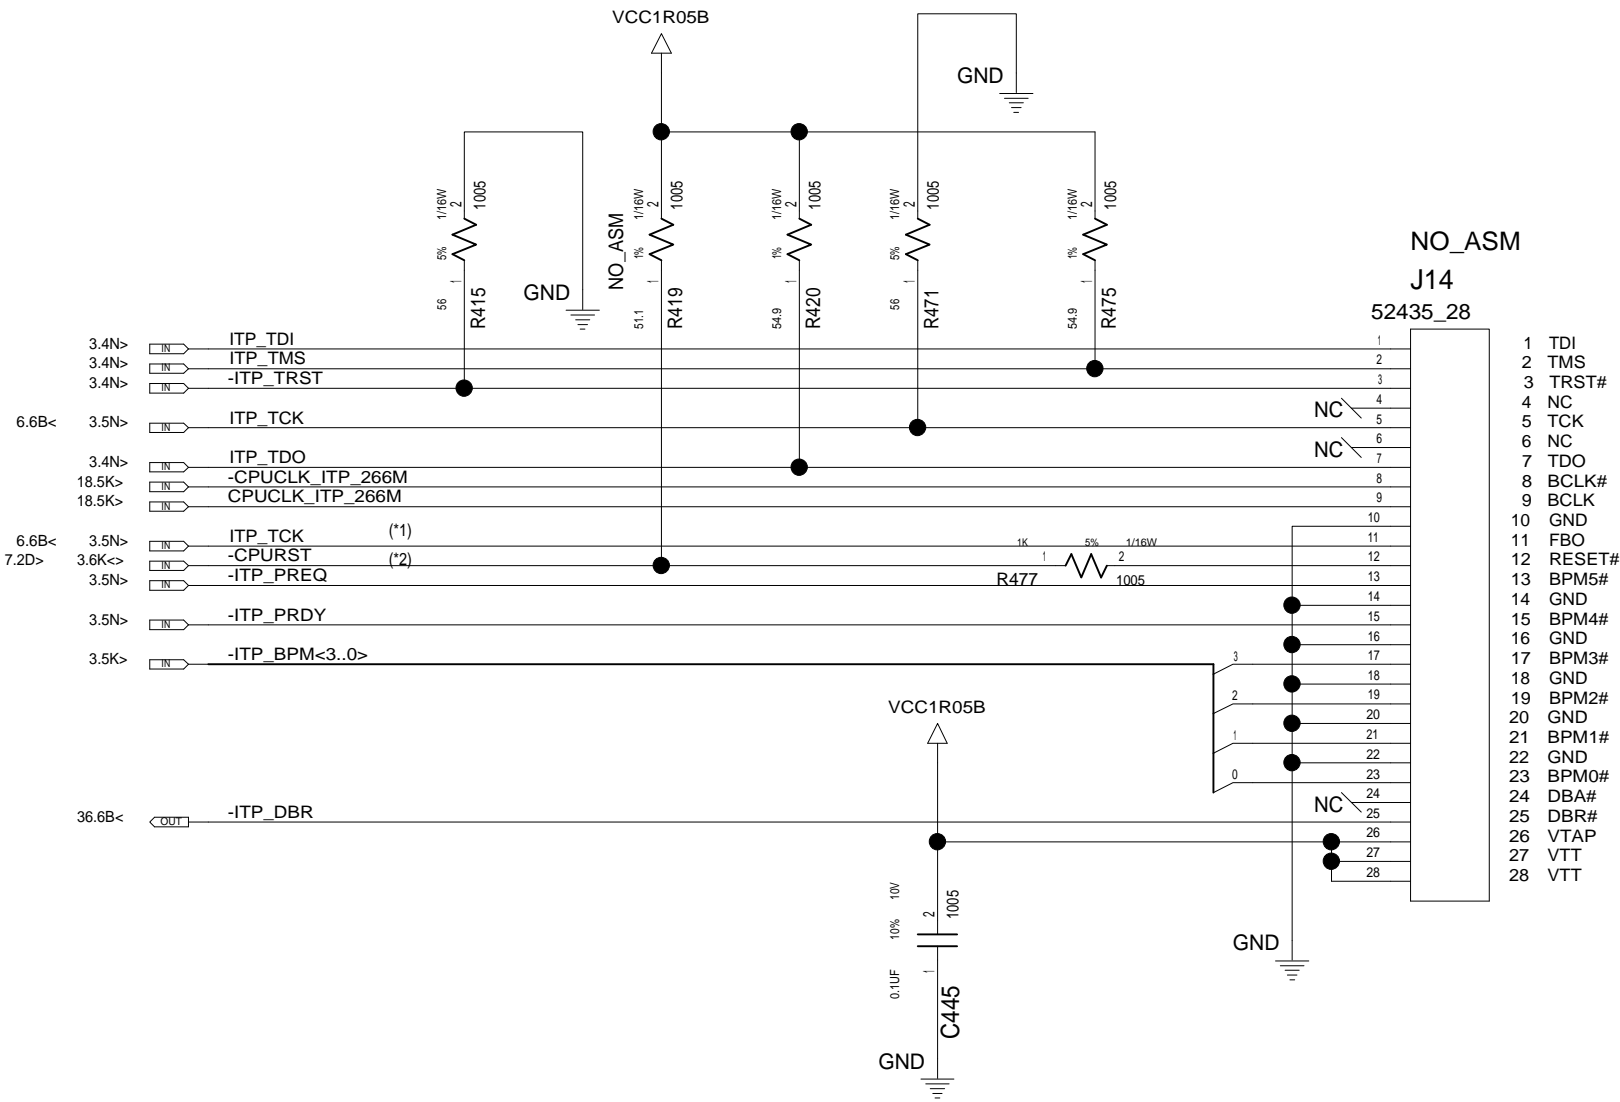 VCC1R05B
GND
1/16W
2
1005
5%
1
56
R415
GND
NO_ASM
1/16W
2
1005
1%
1
51.1
R419
1/16W
2
1005
1%
1
54.9
R420
1/16W
2
1005
5%
1
56
R471
1/16W
2
1005
1%
1
54.9
R475
NO_ASM
J14
52435_28
3.4N> IN ITP_TDI 1
3.4N> IN ITP_TMS 2
3.4N> IN -ITP_TRST 3
NC 4
6.6B< 3.5N> IN ITP_TCK 5
NC 6
3.4N> IN ITP_TDO 7
18.5K> IN -CPUCLK_ITP_266M 8
18.5K> IN CPUCLK_ITP_266M 9
10
6.6B< 3.5N> IN ITP_TCK (*1) 11
7.2D> 3.6K<> IN -CPURST (*2) 12
1K 5% 1/16W
1 2
R477 1005
3.5N> IN -ITP_PREQ 13
14
3.5N> IN -ITP_PRDY 15
16
3.5K> IN -ITP_BPM<3..0> 3 17
18
2 19
20
1 21
22
0 23
NC 24
36.6B< OUT -ITP_DBR 25
26
27
28
1 TDI
2 TMS
3 TRST#
4 NC
5 TCK
6 NC
7 TDO
8 BCLK#
9 BCLK
10 GND
11 FBO
12 RESET#
13 BPM5#
14 GND
15 BPM4#
16 GND
17 BPM3#
18 GND
19 BPM2#
20 GND
21 BPM1#
22 GND
23 BPM0#
24 DBA#
25 DBR#
26 VTAP
27 VTT
28 VTT
VCC1R05B
10V
2
1005
10%
1
0.1UF
C445
GND
GND